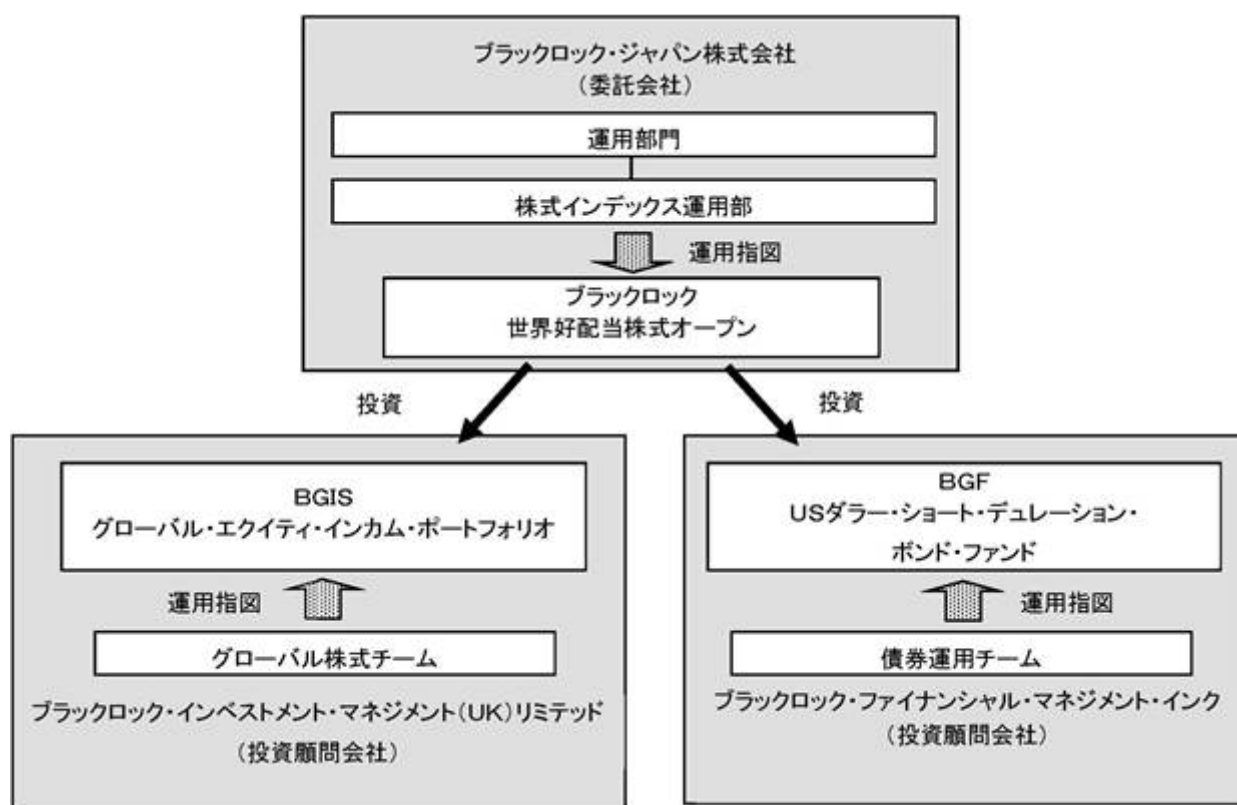 ブラックロック・ジャパン株式会社
（委託会社）
運用部門
株式インデックス運用部
運用指図
ブラックロック
世界好配当株式オープン
投資
投資
BGIS
グローバル・エクイティ・インカム・ポートフォリオ
運用指図
グローバル株式チーム
ブラックロック・インベストメント・マネジメント（UK）リミテッド
（投資顧問会社）
BGF
USダラー・ショート・デュレーション・
ボンド・ファンド
運用指図
債券運用チーム
ブラックロック・ファイナンシャル・マネジメント・インク
（投資顧問会社）